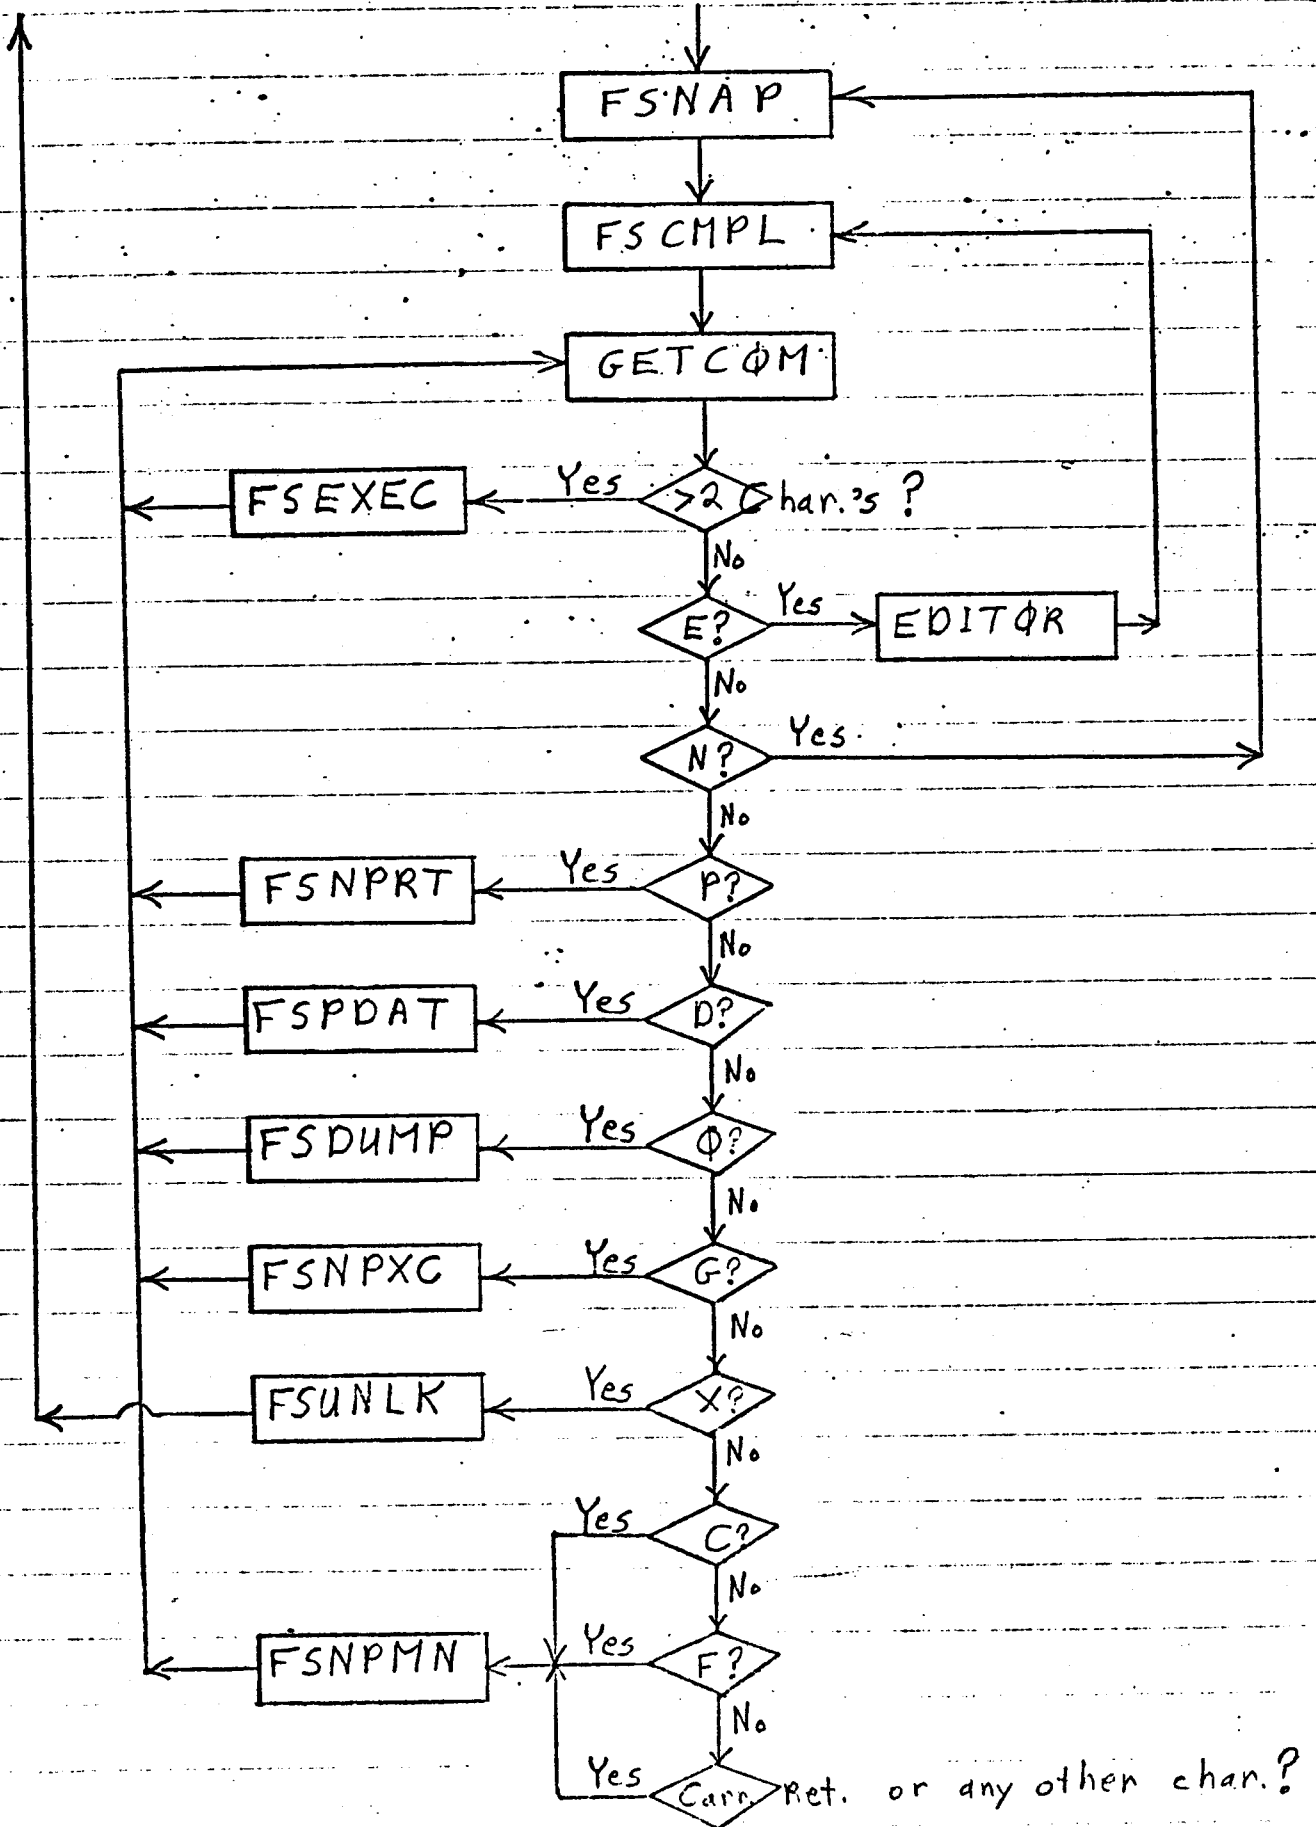 FSNAP
FSCMPL
GETCØM
FSEXEC Yes >2 Char.'s ?
No
E? Yes EDITØR
No
N? Yes
No
FSNPRT Yes P?
No
FSPDAT Yes D?
No
FSDUMP Yes Ø?
No
FSNPXC Yes G?
No
FSUNLK Yes X?
No
Yes C?
No
FSNPMN Yes F?
No
Yes Carr. Ret. or any other char.?